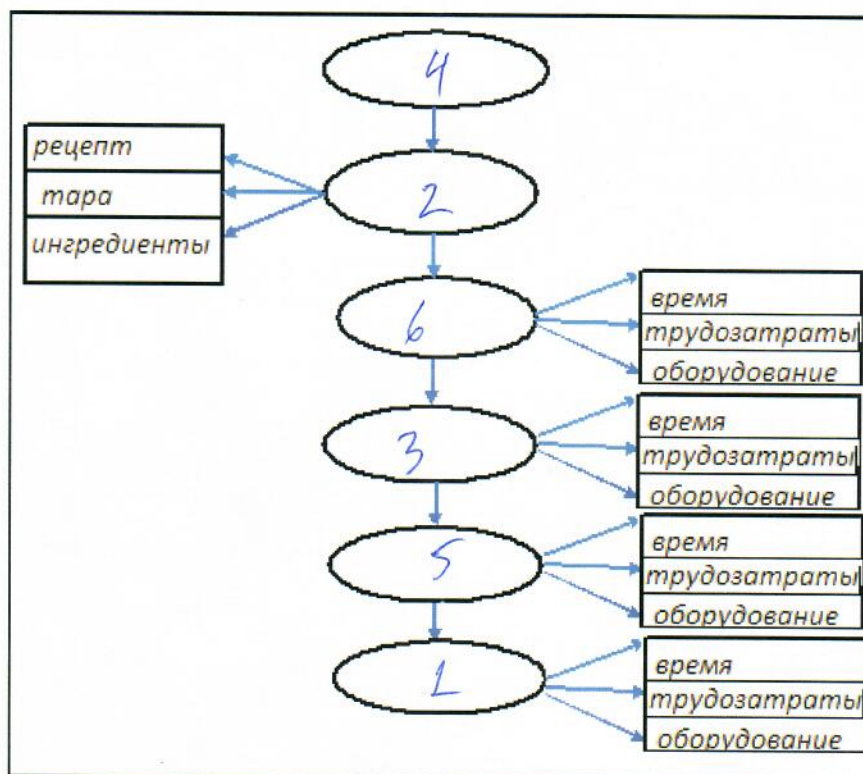 4
рецепт
тара
ингредиенты
2
6
время
трудозатраты
оборудование
3
время
трудозатраты
оборудование
5
время
трудозатраты
оборудование
1
время
трудозатраты
оборудование